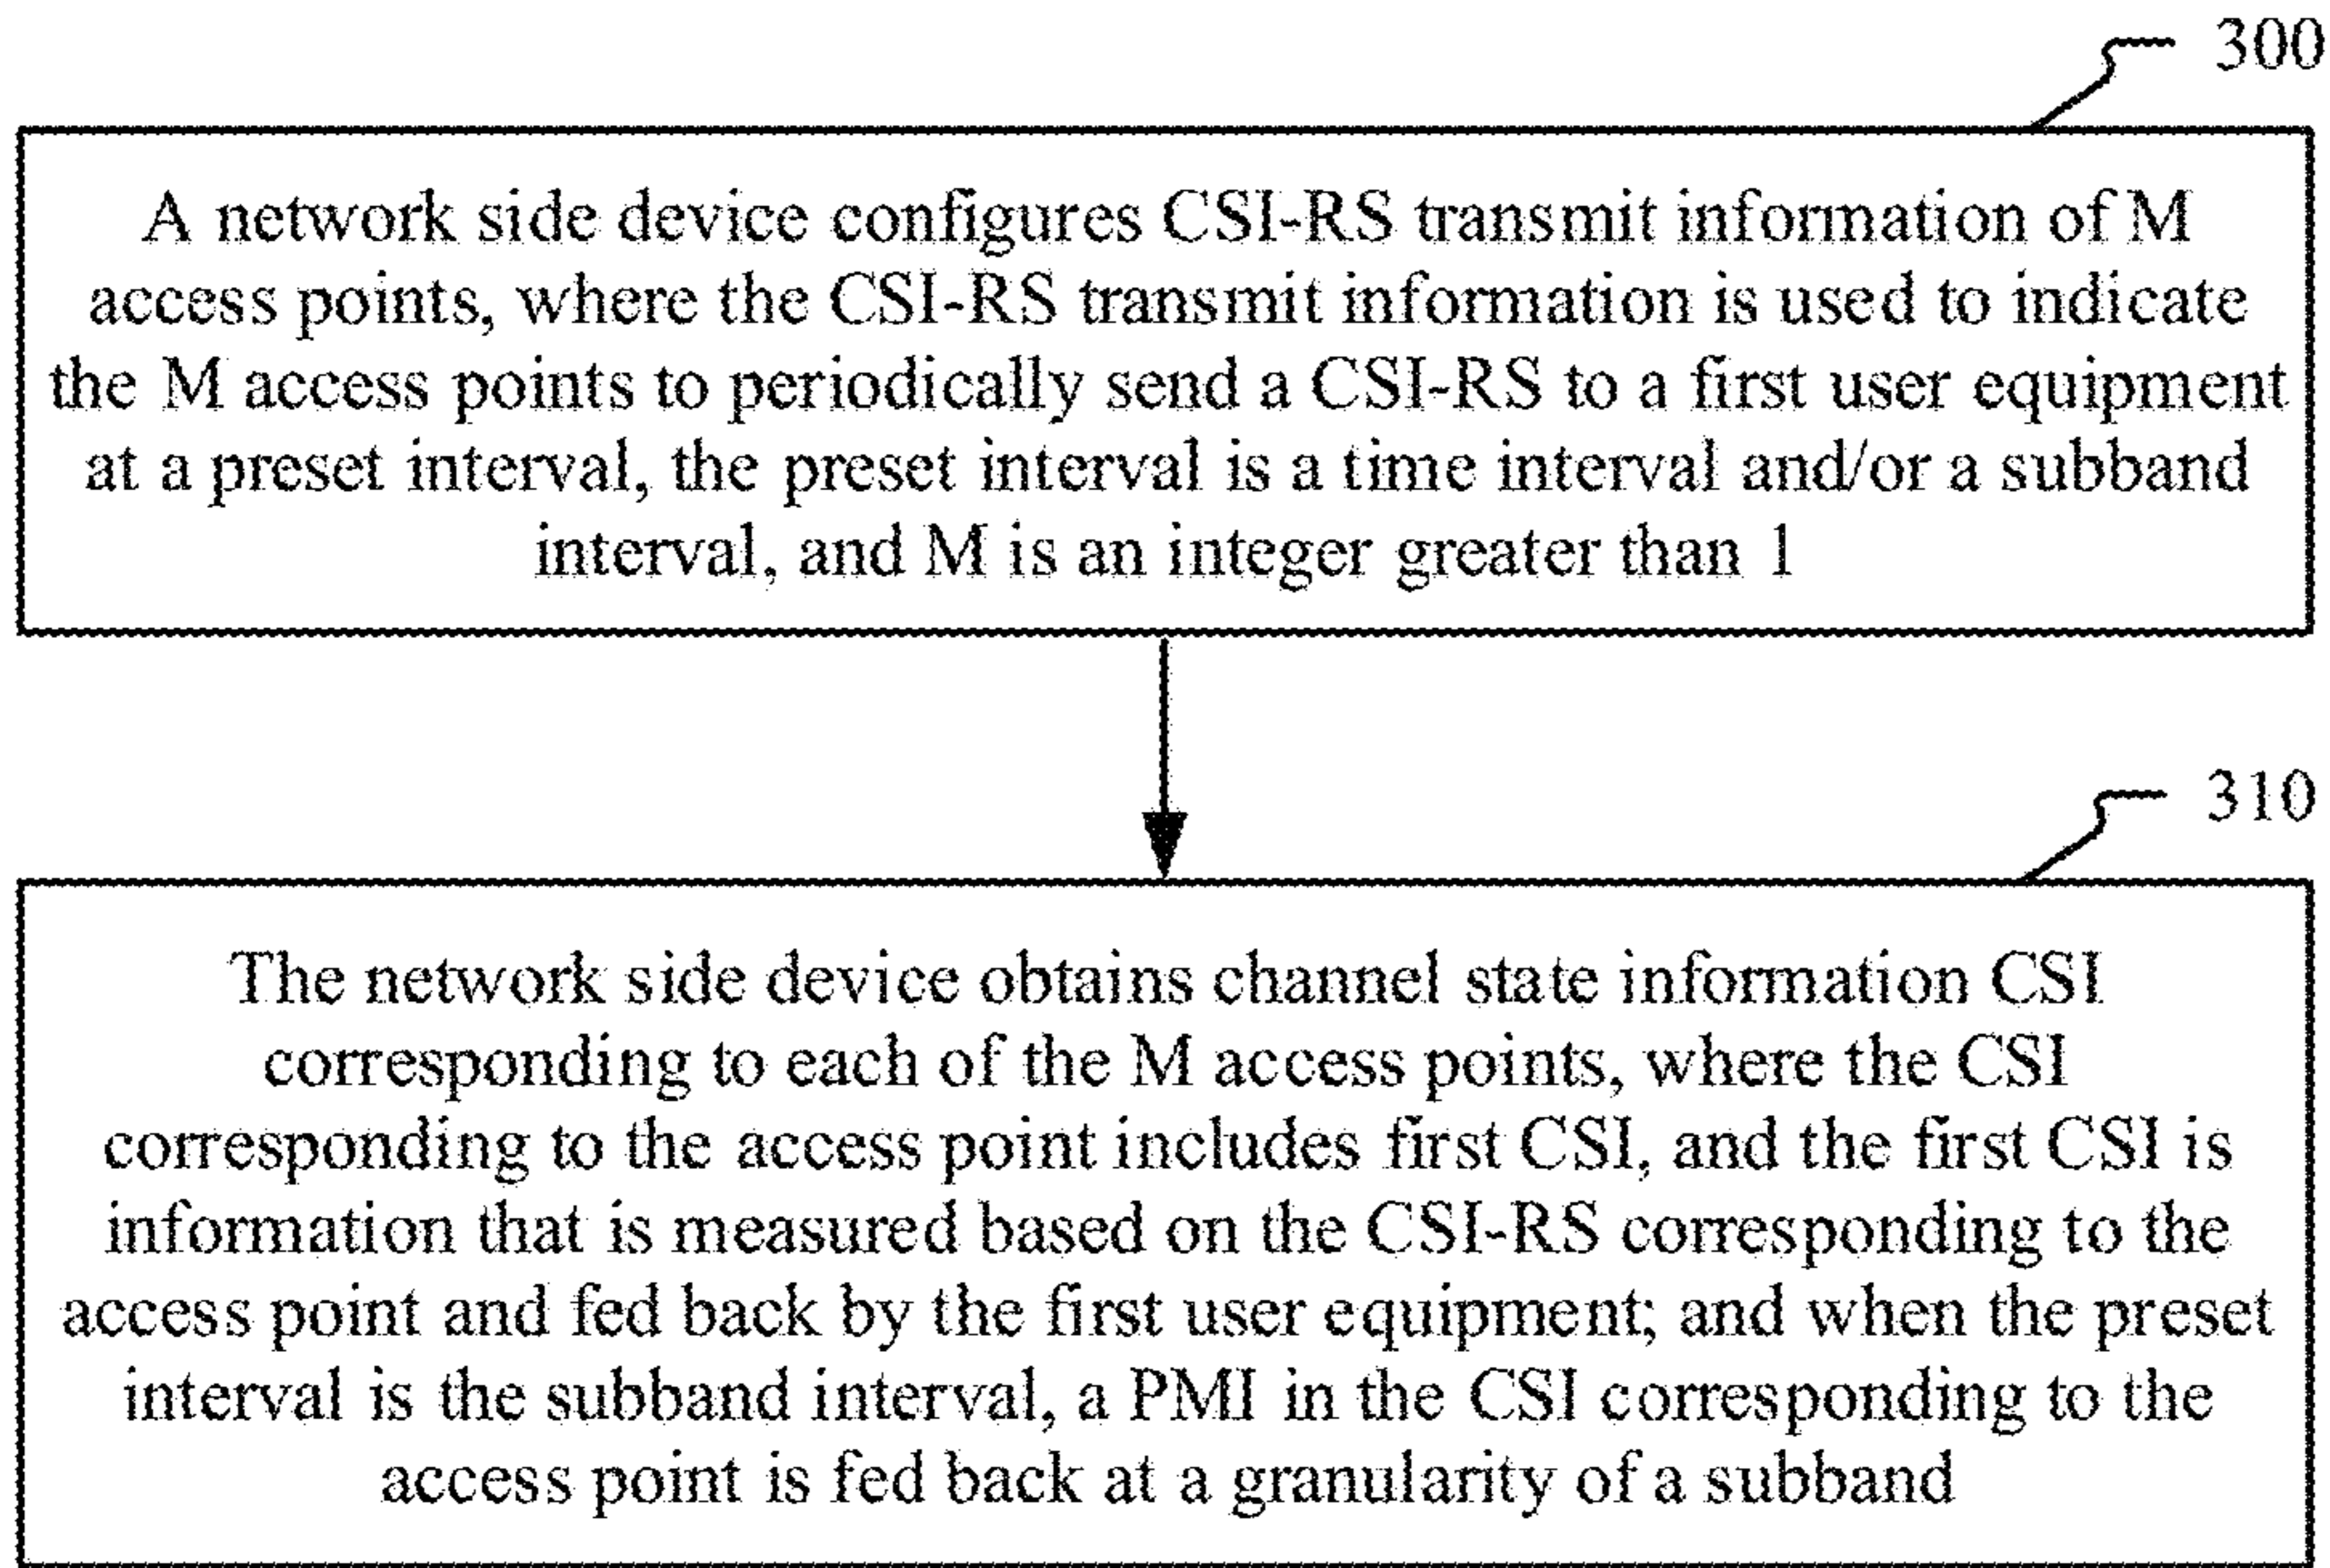 300
A network side device configures CSI-RS transmit information of M
access points, where the CSI-RS transmit information is used to indicate
the M access points to periodically send a CSI-RS to a first user equipment
at a preset interval, the preset interval is a time interval and/or a subband
interval, and M is an integer greater than 1
310
The network side device obtains channel state information CSI
corresponding to each of the M access points, where the CSI
corresponding to the access point includes first CSI, and the first CSI is
information that is measured based on the CSI-RS corresponding to the
access point and fed back by the first user equipment; and when the preset
interval is the subband interval, a PMI in the CSI corresponding to the
access point is fed back at a granularity of a subband